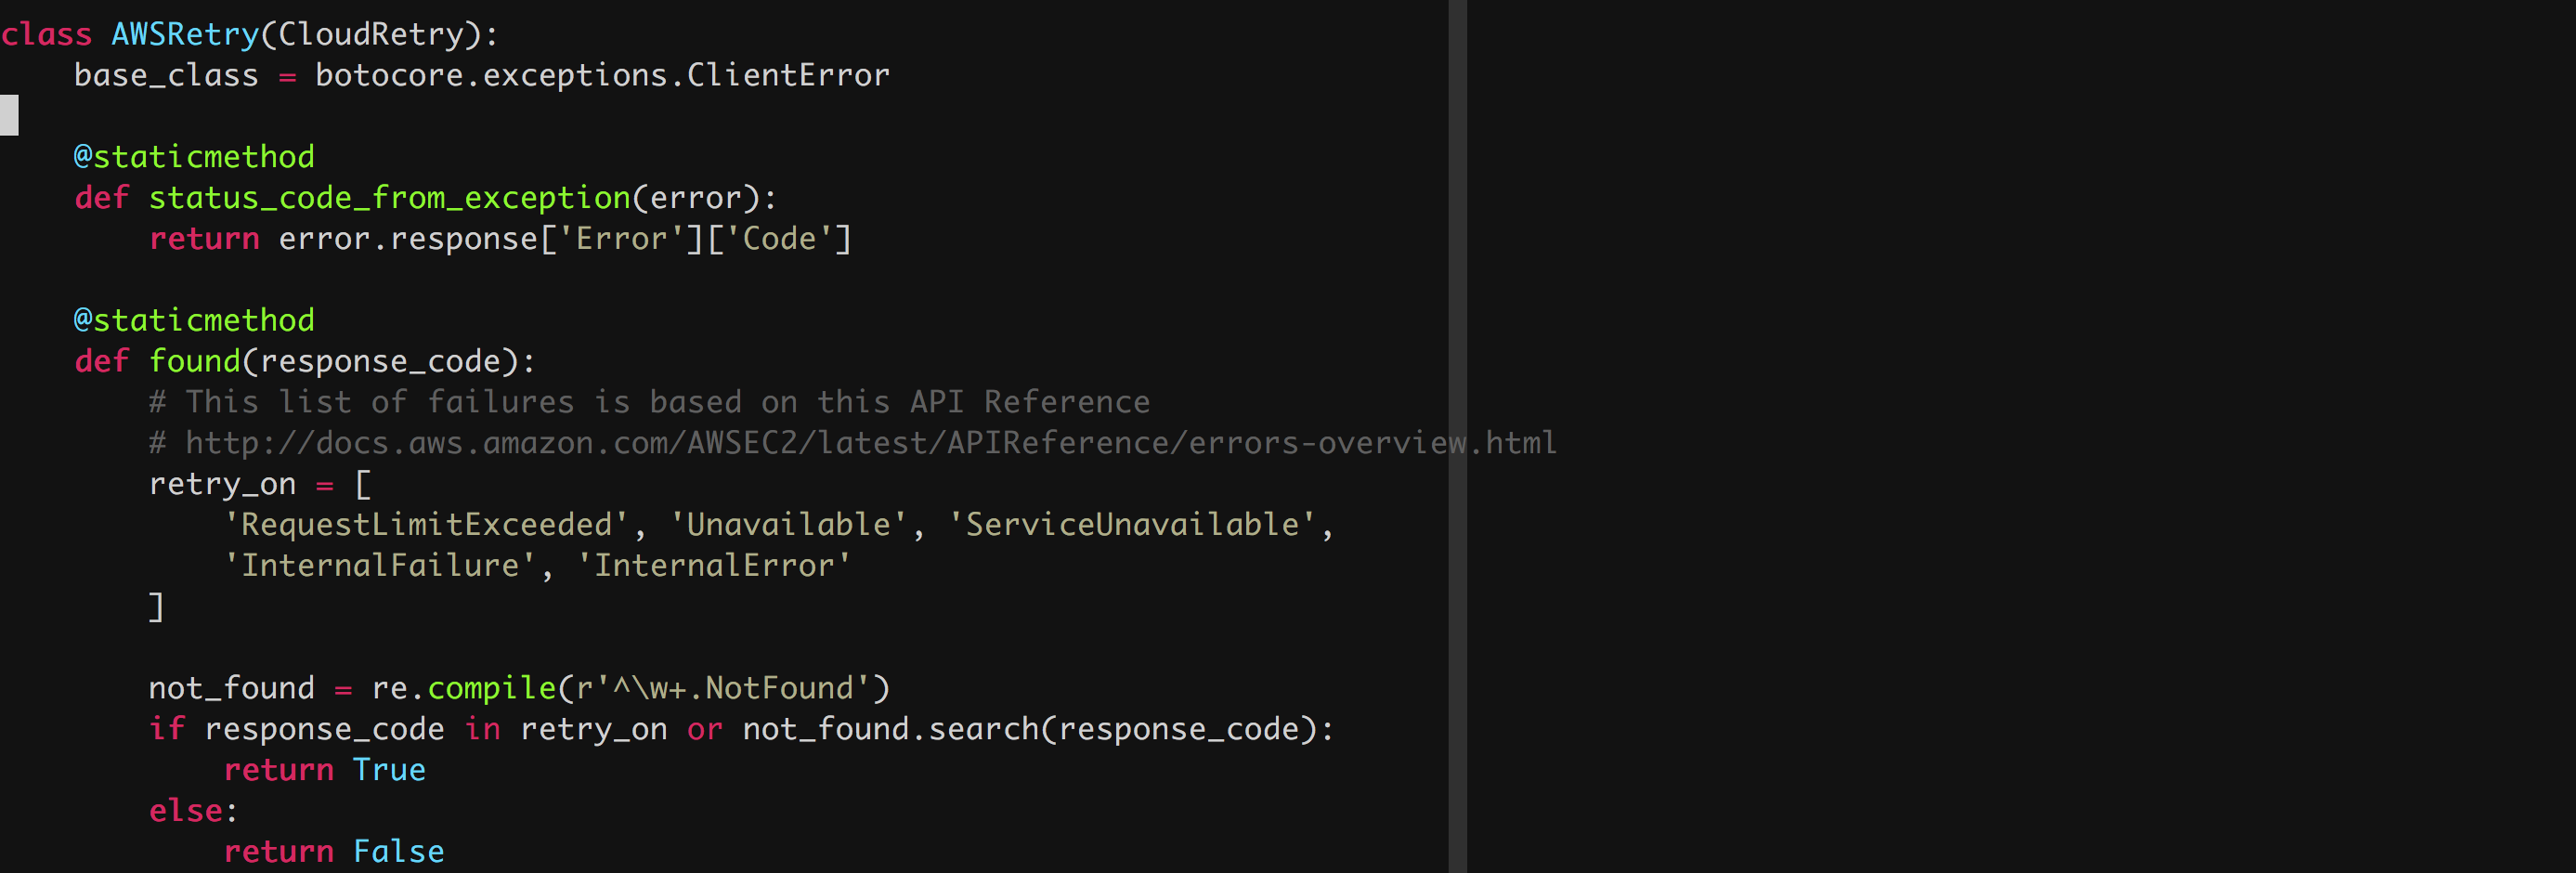 class AWSRetry(CloudRetry):
    base_class = botocore.exceptions.ClientError

    @staticmethod
    def status_code_from_exception(error):
        return error.response['Error']['Code']

    @staticmethod
    def found(response_code):
        # This list of failures is based on this API Reference
        # http://docs.aws.amazon.com/AWSEC2/latest/APIReference/errors-overview.html
        retry_on = [
            'RequestLimitExceeded', 'Unavailable', 'ServiceUnavailable',
            'InternalFailure', 'InternalError'
        ]

        not_found = re.compile(r'^\w+.NotFound')
        if response_code in retry_on or not_found.search(response_code):
            return True
        else:
            return False